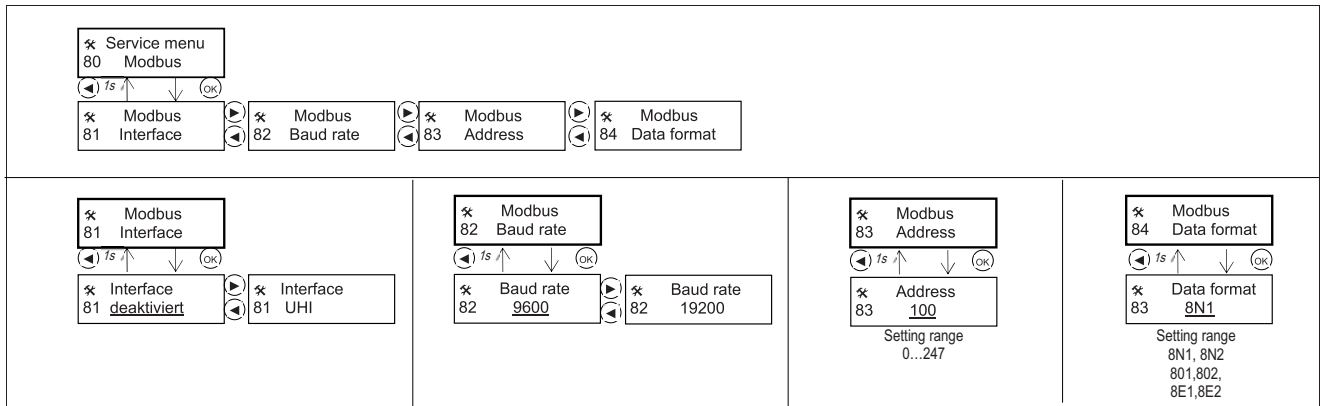 Service menu
80 Modbus
1s OK
Modbus Modbus Modbus Modbus
81 Interface 82 Baud rate 83 Address 84 Data format
Modbus
81 Interface
1s OK
Interface Interface
81 deaktiviert 81 UHI
Modbus
82 Baud rate
1s OK
Baud rate Baud rate
82 9600 82 19200
Modbus
83 Address
1s OK
Address
83 100
Setting range
0...247
Modbus
84 Data format
1s OK
Data format
83 8N1
Setting range
8N1, 8N2
801,802,
8E1,8E2